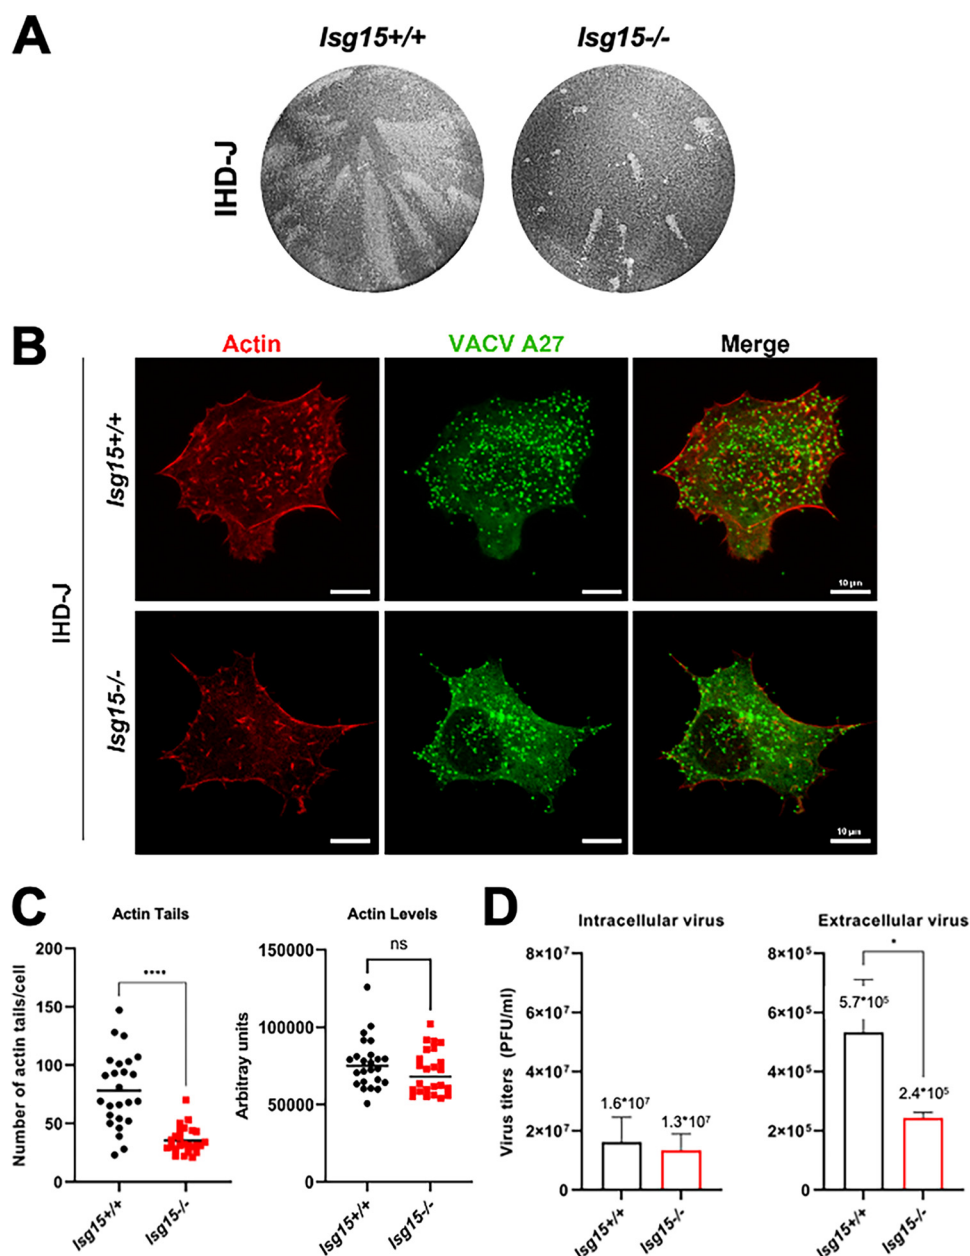 A
Isg15+/+
Isg15-/-
IHD-J
B
Actin
VACV A27
Merge
IHD-J
Isg15+/+
10 µm
Isg15-/-
10 µm
C
Actin Tails
Number of actin tails/cell
200
150
100
50
0
****
Isg15+/+
Isg15-/-
Actin Levels
Arbitray units
150000
100000
50000
0
ns
Isg15+/+
Isg15-/-
D
Intracellular virus
Virus titers (PFU/ml)
8×10⁷
6×10⁷
4×10⁷
2×10⁷
0
1.6*10⁷
1.3*10⁷
Isg15+/+
Isg15-/-
Extracellular virus
8×10⁵
6×10⁵
4×10⁵
2×10⁵
0
*
5.7*10⁵
2.4*10⁵
Isg15+/+
Isg15-/-